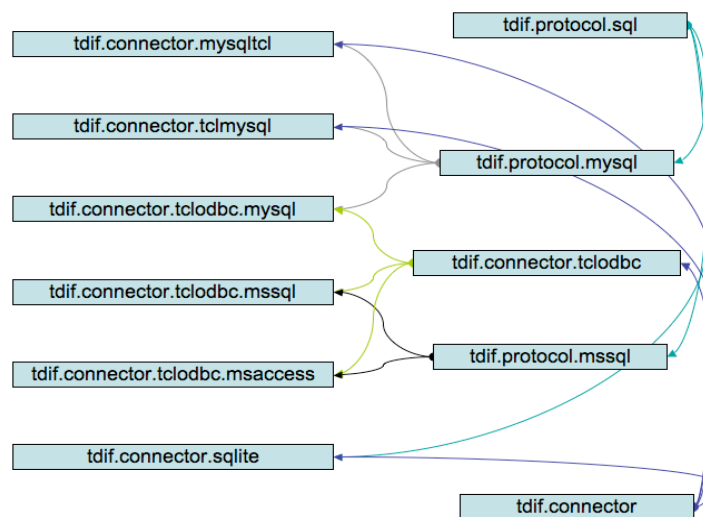 tdif.protocol.sql
tdif.connector.mysqltcl
tdif.connector.tclmysql
tdif.protocol.mysql
tdif.connector.tclodbc.mysql
tdif.connector.tclodbc
tdif.connector.tclodbc.mssql
tdif.protocol.mssql
tdif.connector.tclodbc.msaccess
tdif.connector.sqlite
tdif.connector